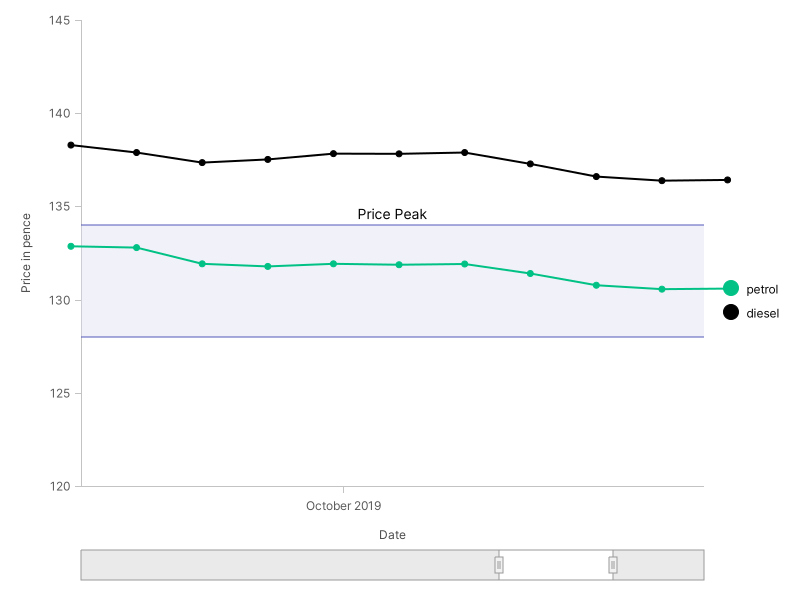 145
140
135
130
125
120
Price in pence
Price Peak
petrol
diesel
October 2019
Date